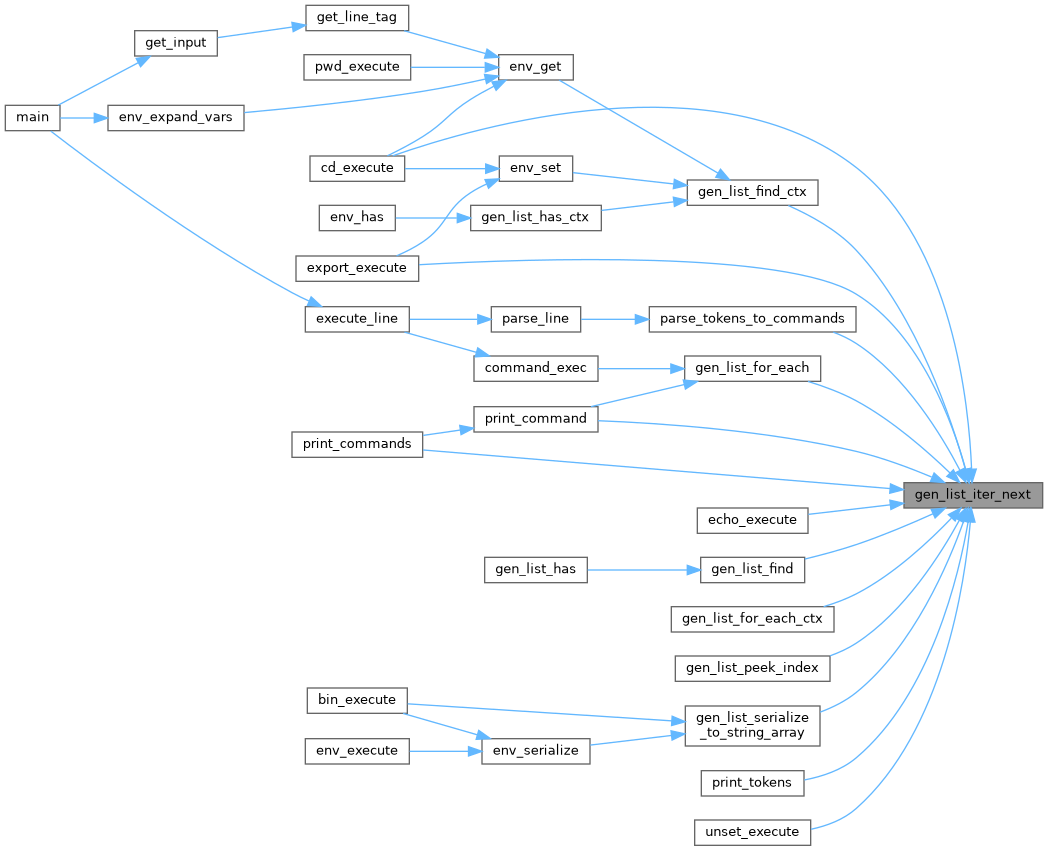 get_line_tag
get_input
pwd_execute
env_get
main
env_expand_vars
cd_execute
env_set
gen_list_find_ctx
env_has
gen_list_has_ctx
export_execute
execute_line
parse_line
parse_tokens_to_commands
command_exec
gen_list_for_each
print_command
print_commands
gen_list_iter_next
echo_execute
gen_list_has
gen_list_find
gen_list_for_each_ctx
gen_list_peek_index
bin_execute
gen_list_serialize
_to_string_array
env_execute
env_serialize
print_tokens
unset_execute